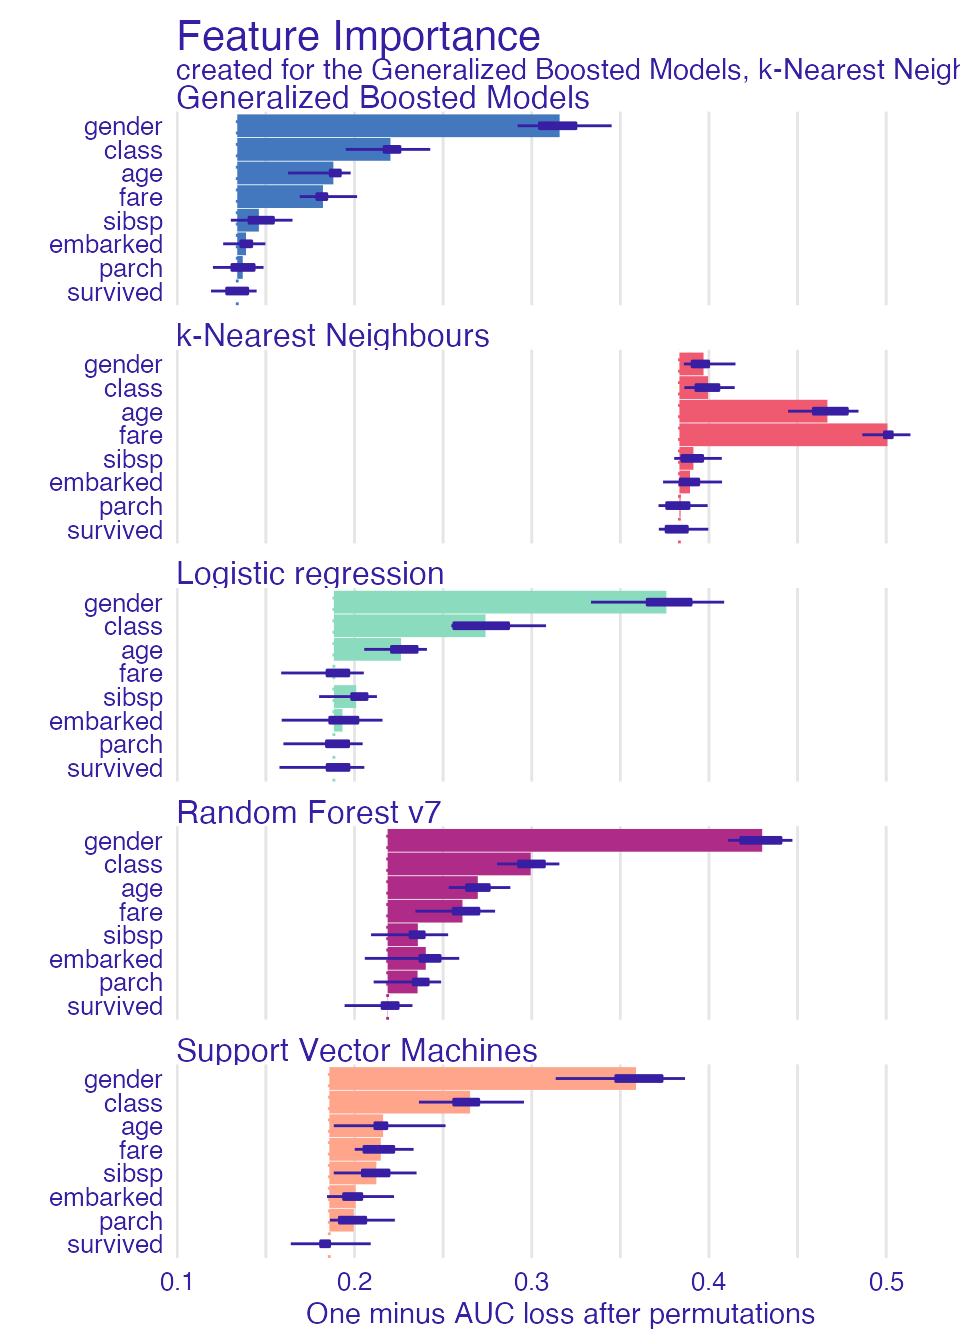 Feature Importance
created for the Generalized Boosted Models, k-Nearest Neigh
Generalized Boosted Models
gender
class
age
fare
sibsp
embarked
parch
survived
k-Nearest Neighbours
gender
class
age
fare
sibsp
embarked
parch
survived
Logistic regression
gender
class
age
fare
sibsp
embarked
parch
survived
Random Forest v7
gender
class
age
fare
sibsp
embarked
parch
survived
Support Vector Machines
gender
class
age
fare
sibsp
embarked
parch
survived
0.1 0.2 0.3 0.4 0.5
One minus AUC loss after permutations